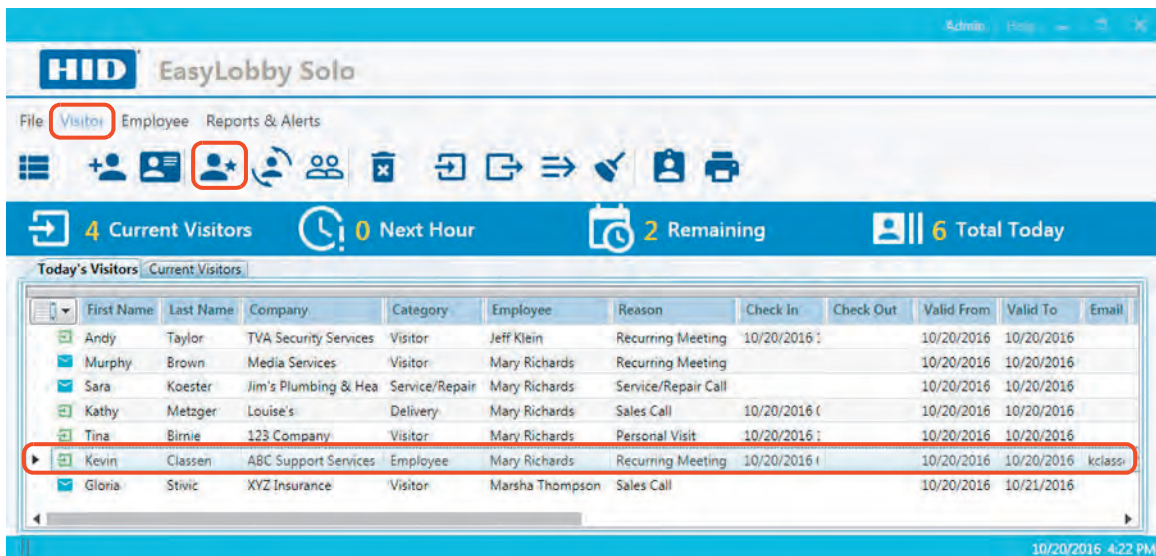 Admin Help
HID EasyLobby Solo
File Visitor Employee Reports & Alerts
4 Current Visitors 0 Next Hour 2 Remaining 6 Total Today
Today's Visitors Current Visitors
First Name Last Name Company Category Employee Reason Check In Check Out Valid From Valid To Email
Andy Taylor TVA Security Services Visitor Jeff Klein Recurring Meeting 10/20/2016 10/20/2016 10/20/2016
Murphy Brown Media Services Visitor Mary Richards Recurring Meeting 10/20/2016 10/20/2016
Sara Koester Jim's Plumbing & Hea Service/Repair Mary Richards Service/Repair Call 10/20/2016 10/20/2016
Kathy Metzger Louise's Delivery Mary Richards Sales Call 10/20/2016 10/20/2016 10/20/2016
Tina Birnie 123 Company Visitor Mary Richards Personal Visit 10/20/2016 10/20/2016 10/20/2016
Kevin Classen ABC Support Services Employee Mary Richards Recurring Meeting 10/20/2016 10/20/2016 10/20/2016 kclass
Gloria Stivic XYZ Insurance Visitor Marsha Thompson Sales Call 10/20/2016 10/21/2016
10/20/2016 4:22 PM